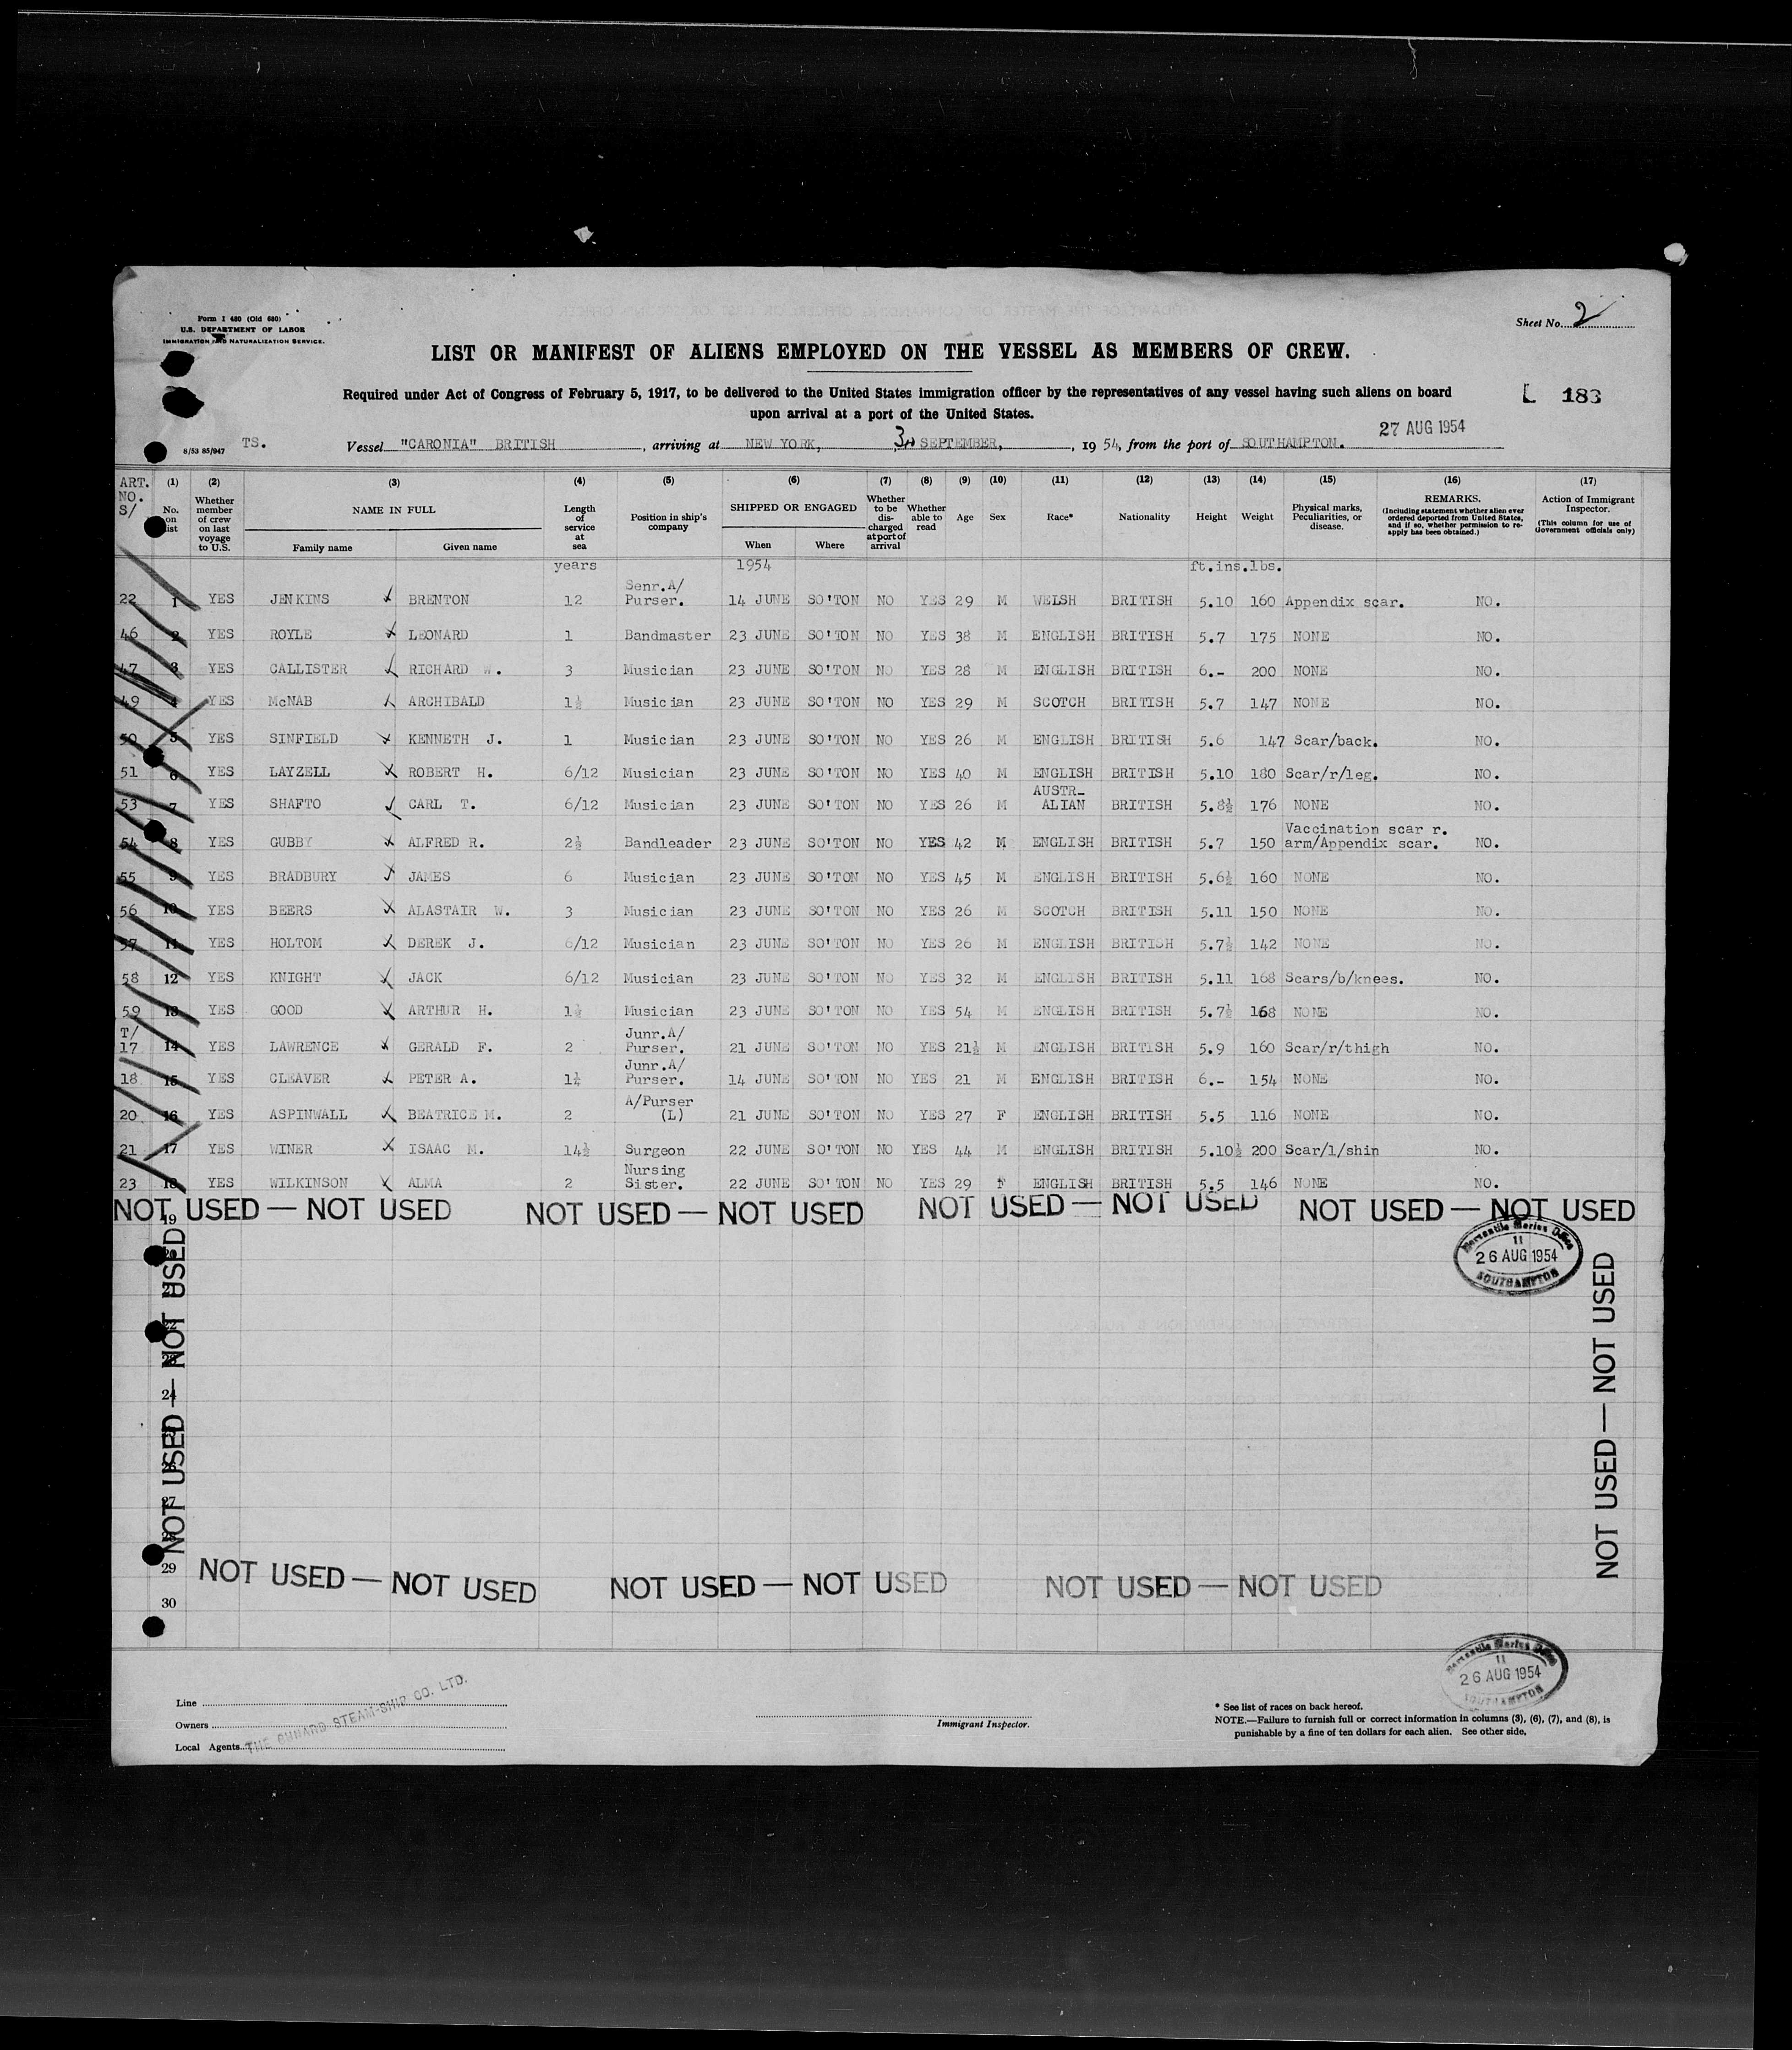 Form I 480 (Old 680)
U.S. DEPARTMENT OF LABOR
IMMIGRATION AND NATURALIZATION SERVICE.
Sheet No. 2
LIST OR MANIFEST OF ALIENS EMPLOYED ON THE VESSEL AS MEMBERS OF CREW.
Required under Act of Congress of February 5, 1917, to be delivered to the United States immigration officer by the representatives of any vessel having such aliens on board
upon arrival at a port of the United States.
L 183
27 AUG 1954
8/53 85/947 TS. Vessel "CARONIA" BRITISH, arriving at NEW YORK, 3rd SEPTEMBER, 1954, from the port of SOUTHAMPTON.
ART. NO. S/ (1) No. on list (2) Whether member of crew on last voyage to U.S. (3) NAME IN FULL Family name Given name (4) Length of service at sea (5) Position in ship's company (6) SHIPPED OR ENGAGED When Where (7) Whether to be discharged at port of arrival (8) Whether able to read (9) Age (10) Sex (11) Race* (12) Nationality (13) Height (14) Weight (15) Physical marks, Peculiarities, or disease. (16) REMARKS. (Including statement whether alien ever ordered deported from United States, and if so, whether permission to re-apply has been obtained.) (17) Action of Immigrant Inspector. (This column for use of Government officials only)
years 1954 ft.ins.lbs.
22 1 YES JENKINS BRENTON 12 Senr.A/ Purser. 14 JUNE SO'TON NO YES 29 M WELSH BRITISH 5.10 160 Appendix scar. NO.
46 2 YES ROYLE LEONARD 1 Bandmaster 23 JUNE SO'TON NO YES 38 M ENGLISH BRITISH 5.7 175 NONE NO.
47 3 YES CALLISTER RICHARD W. 3 Musician 23 JUNE SO'TON NO YES 28 M ENGLISH BRITISH 6.- 200 NONE NO.
49 4 YES McNAB ARCHIBALD 1½ Musician 23 JUNE SO'TON NO YES 29 M SCOTCH BRITISH 5.7 147 NONE NO.
50 5 YES SINFIELD KENNETH J. 1 Musician 23 JUNE SO'TON NO YES 26 M ENGLISH BRITISH 5.6 147 Scar/back. NO.
51 6 YES LAYZELL ROBERT H. 6/12 Musician 23 JUNE SO'TON NO YES 40 M ENGLISH BRITISH 5.10 180 Scar/r/leg. NO.
53 7 YES SHAFTO CARL T. 6/12 Musician 23 JUNE SO'TON NO YES 26 M AUSTR- ALIAN BRITISH 5.8½ 176 NONE NO.
54 8 YES GUBBY ALFRED R. 2½ Bandleader 23 JUNE SO'TON NO YES 42 M ENGLISH BRITISH 5.7 150 Vaccination scar r. arm/Appendix scar. NO.
55 9 YES BRADBURY JAMES 6 Musician 23 JUNE SO'TON NO YES 45 M ENGLISH BRITISH 5.6½ 160 NONE NO.
56 10 YES BEERS ALASTAIR W. 3 Musician 23 JUNE SO'TON NO YES 26 M SCOTCH BRITISH 5.11 150 NONE NO.
57 11 YES HOLTOM DEREK J. 6/12 Musician 23 JUNE SO'TON NO YES 26 M ENGLISH BRITISH 5.7½ 142 NONE NO.
58 12 YES KNIGHT JACK 6/12 Musician 23 JUNE SO'TON NO YES 32 M ENGLISH BRITISH 5.11 168 Scars/b/knees. NO.
59 13 YES GOOD ARTHUR H. 1½ Musician 23 JUNE SO'TON NO YES 54 M ENGLISH BRITISH 5.7½ 168 NONE NO.
T/ 17 14 YES LAWRENCE GERALD F. 2 Junr.A/ Purser. 21 JUNE SO'TON NO YES 21½ M ENGLISH BRITISH 5.9 160 Scar/r/thigh NO.
18 15 YES CLEAVER PETER A. 1¼ Junr.A/ Purser. 14 JUNE SO'TON NO YES 21 M ENGLISH BRITISH 6.- 154 NONE NO.
20 16 YES ASPINWALL BEATRICE M. 2 A/Purser (L) 21 JUNE SO'TON NO YES 27 F ENGLISH BRITISH 5.5 116 NONE NO.
21 17 YES WINER ISAAC M. 14½ Surgeon 22 JUNE SO'TON NO YES 44 M ENGLISH BRITISH 5.10½ 200 Scar/l/shin NO.
23 18 YES WILKINSON ALMA 2 Nursing Sister. 22 JUNE SO'TON NO YES 29 F ENGLISH BRITISH 5.5 146 NONE NO.
NOT USED — NOT USED NOT USED — NOT USED NOT USED — NOT USED NOT USED — NOT USED
19
Mercantile Marine Office
11
26 AUG 1954
SOUTHAMPTON
NOT USED — NOT USED
NOT USED — NOT USED
24
27
29
NOT USED — NOT USED NOT USED — NOT USED NOT USED — NOT USED
30
Mercantile Marine Office
11
26 AUG 1954
SOUTHAMPTON
Line
Owners
Local Agents
THE CUNARD STEAM-SHIP CO. LTD.
Immigrant Inspector.
* See list of races on back hereof.
NOTE.—Failure to furnish full or correct information in columns (3), (6), (7), and (8), is
punishable by a fine of ten dollars for each alien. See other side.